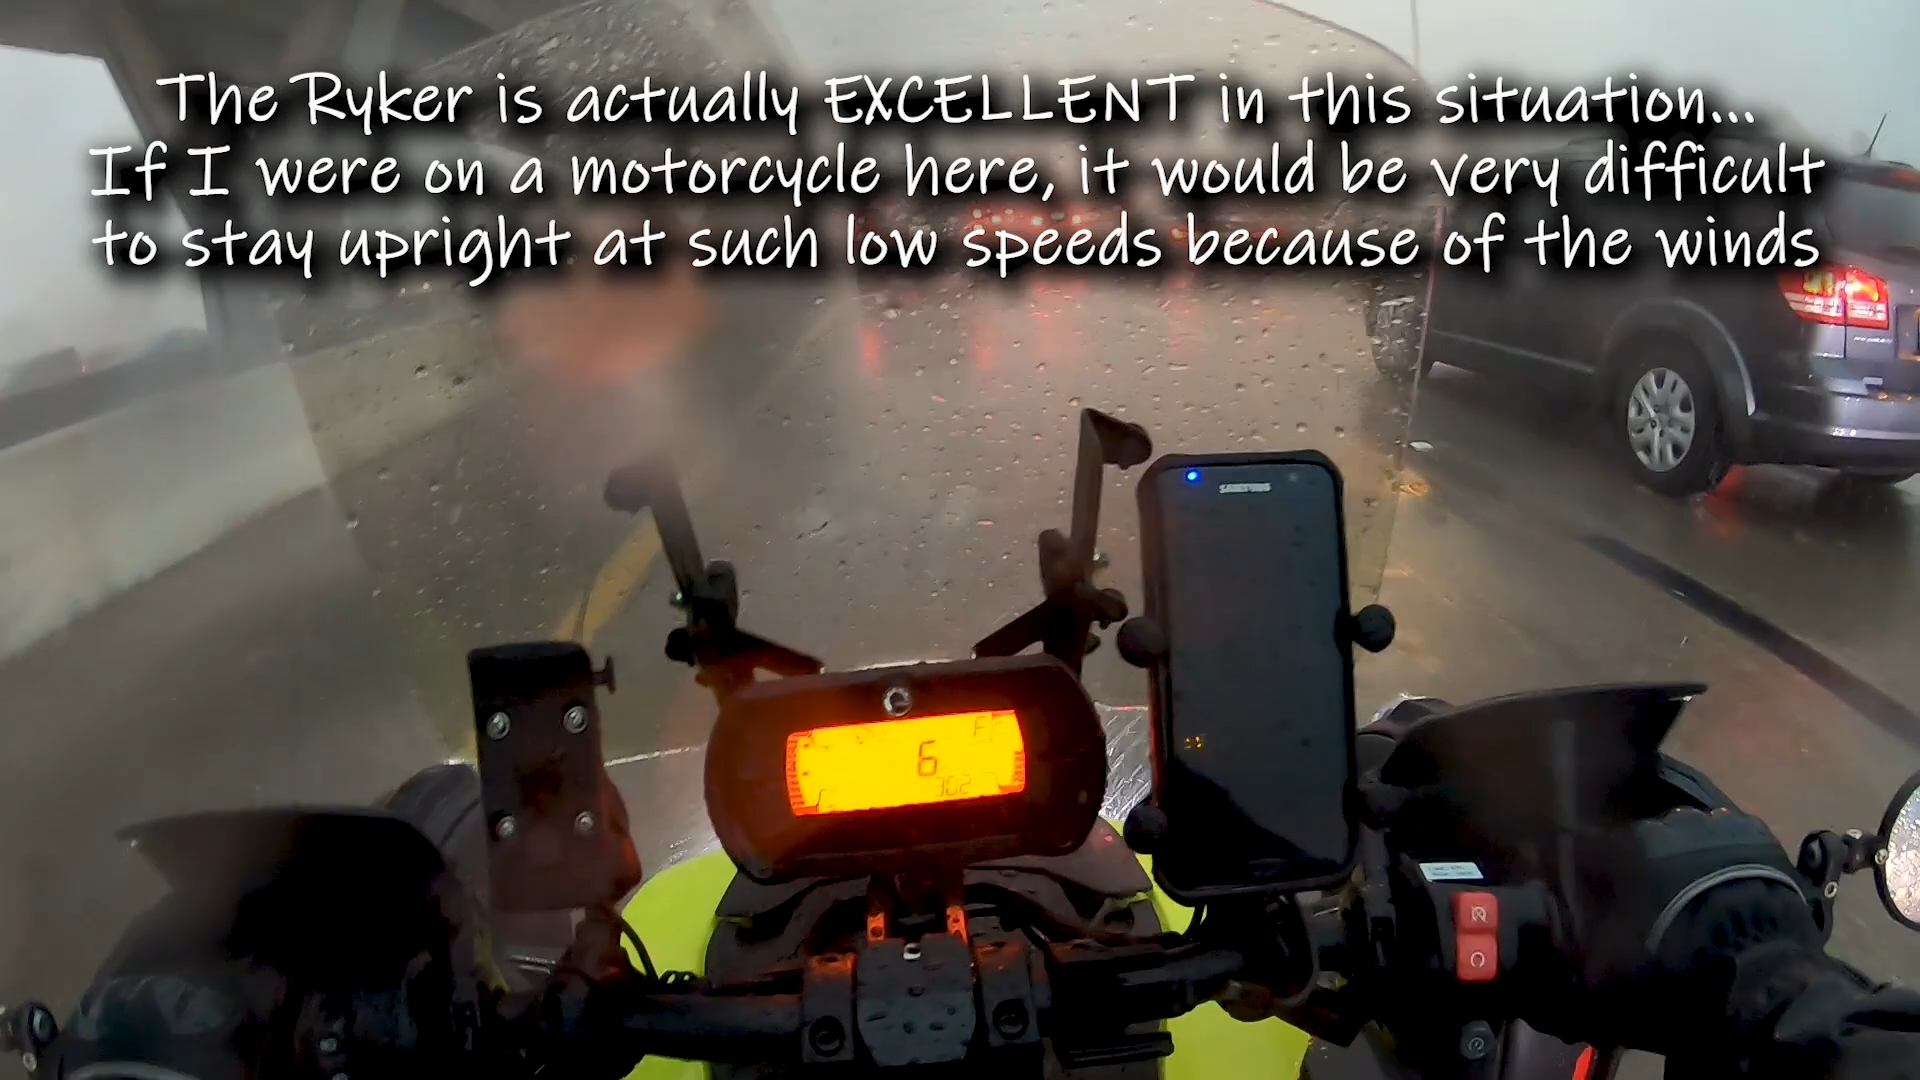 The Ryker is actually EXCELLENT in this situation...
If I were on a motorcycle here, it would be very difficult
to stay upright at such low speeds because of the winds
SAMSUNG
6